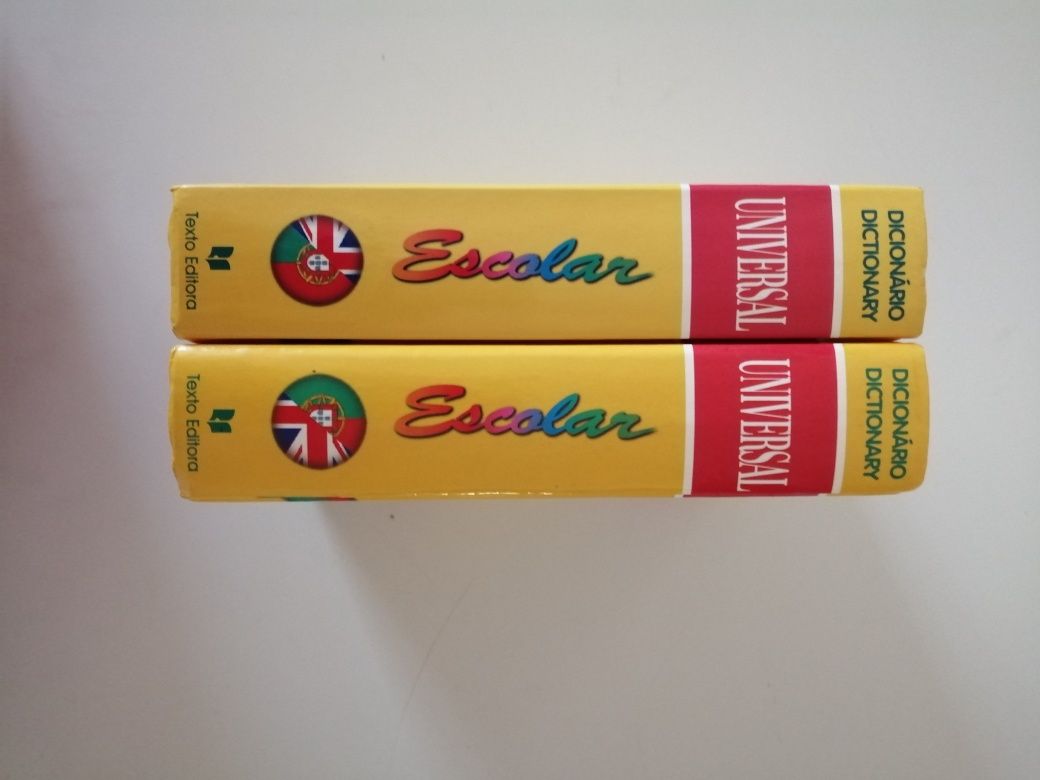 DICIONÁRIO
DICTIONARY
UNIVERSAL
Escolar
Texto Editora
DICIONÁRIO
DICTIONARY
UNIVERSAL
Escolar
Texto Editora